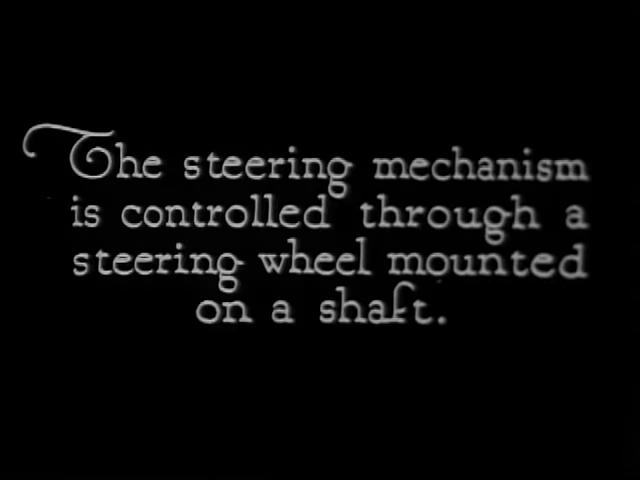 The steering mechanism
is controlled through a
steering wheel mounted
on a shaft.